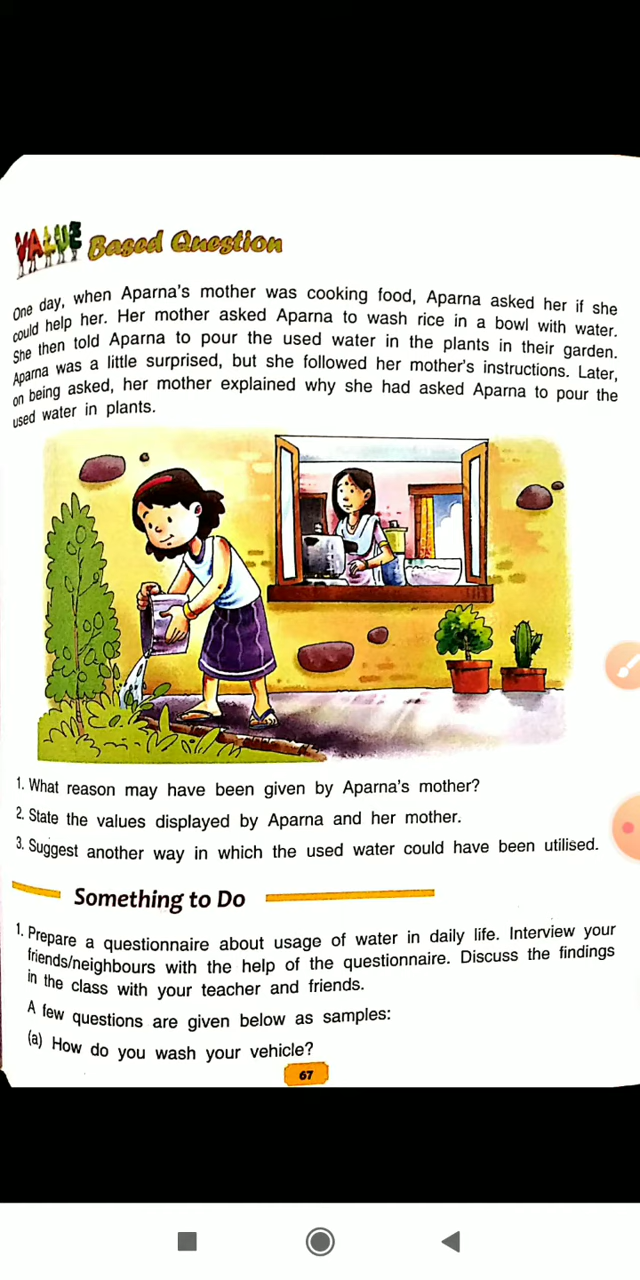 VALUE Based Question
One day, when Aparna's mother was cooking food, Aparna asked her if she
could help her. Her mother asked Aparna to wash rice in a bowl with water.
She then told Aparna to pour the used water in the plants in their garden.
Aparna was a little surprised, but she followed her mother's instructions. Later,
on being asked, her mother explained why she had asked Aparna to pour the
used water in plants.
1. What reason may have been given by Aparna's mother?
2. State the values displayed by Aparna and her mother.
3. Suggest another way in which the used water could have been utilised.
Something to Do
1. Prepare a questionnaire about usage of water in daily life. Interview your
friends/neighbours with the help of the questionnaire. Discuss the findings
in the class with your teacher and friends.
A few questions are given below as samples:
(a) How do you wash your vehicle?
67